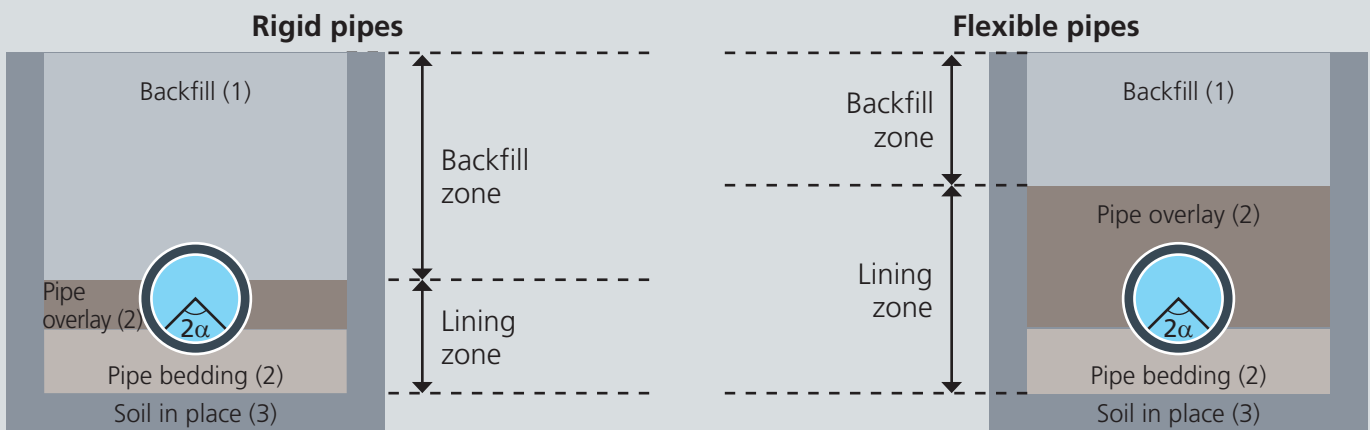 Rigid pipes
Backfill (1)
Backfill
zone
Pipe
overlay (2)
2α
Lining
zone
Pipe bedding (2)
Soil in place (3)
Flexible pipes
Backfill
zone
Backfill (1)
Lining
zone
Pipe overlay (2)
2α
Pipe bedding (2)
Soil in place (3)